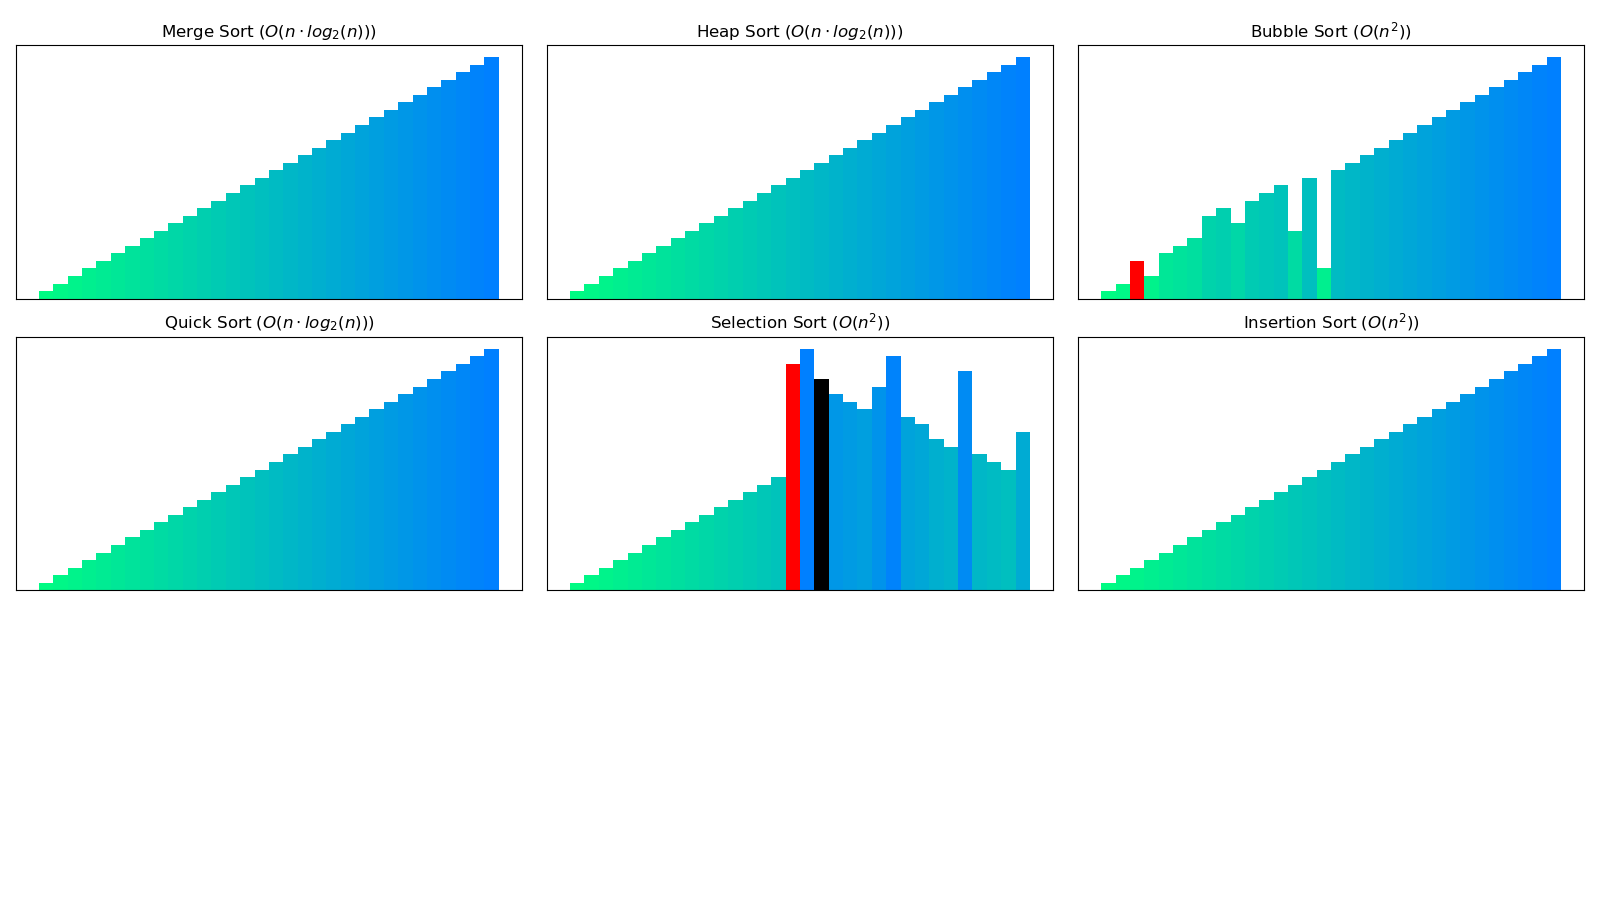 Merge Sort (O(n · log₂(n)))
Heap Sort (O(n · log₂(n)))
Bubble Sort (O(n²))
Quick Sort (O(n · log₂(n)))
Selection Sort (O(n²))
Insertion Sort (O(n²))